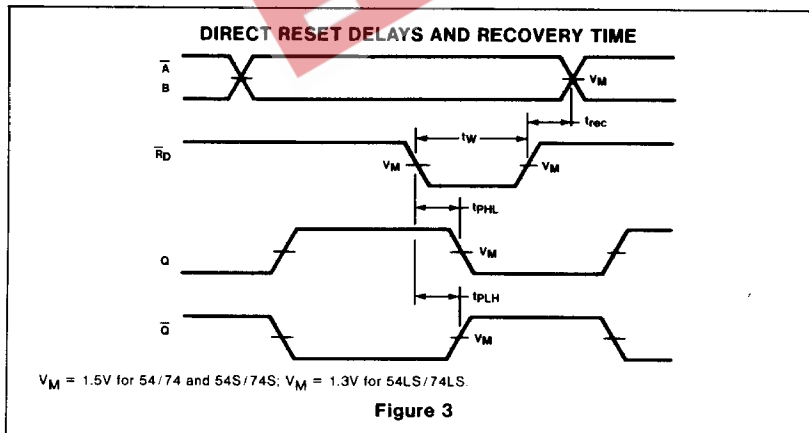 DIRECT RESET DELAYS AND RECOVERY TIME
A̅
B
VM
trec
tW
R̅D
VM
VM
tPHL
Q
VM
tPLH
Q̅
VM
VM = 1.5V for 54/74 and 54S/74S; VM = 1.3V for 54LS/74LS.
Figure 3